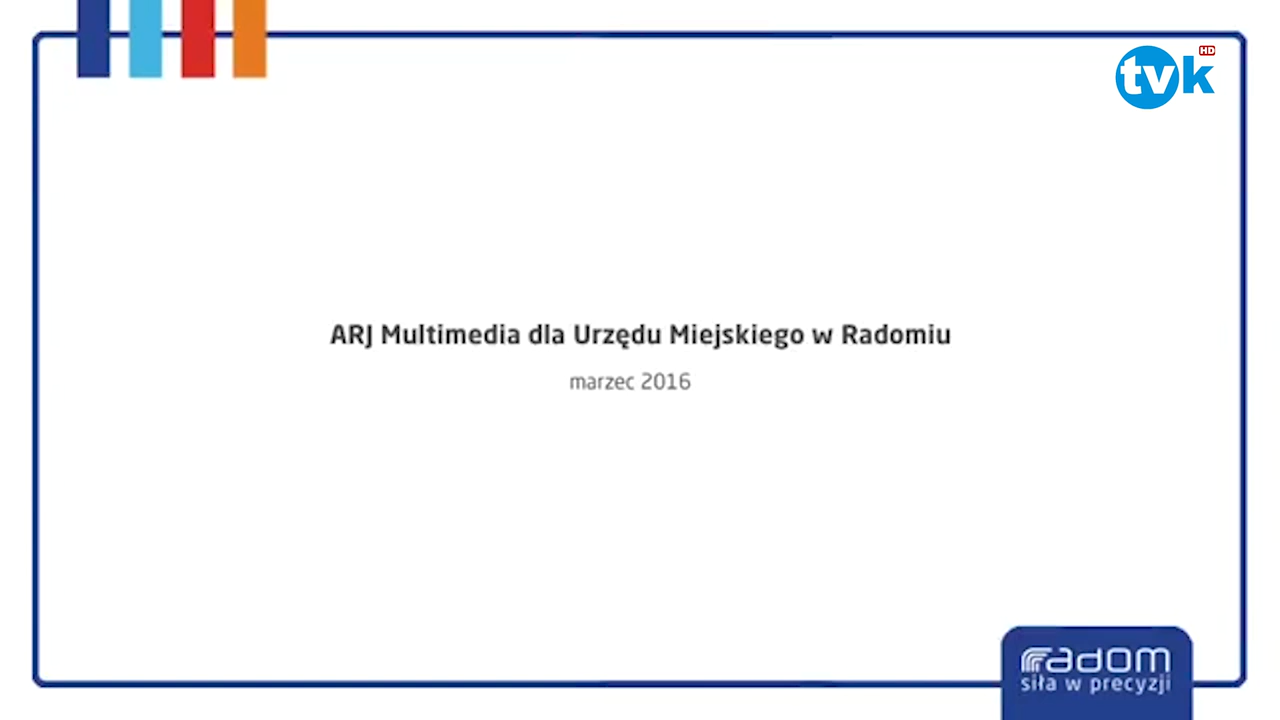 tvk HD
ARJ Multimedia dla Urzędu Miejskiego w Radomiu
marzec 2016
radom
siła w precyzji